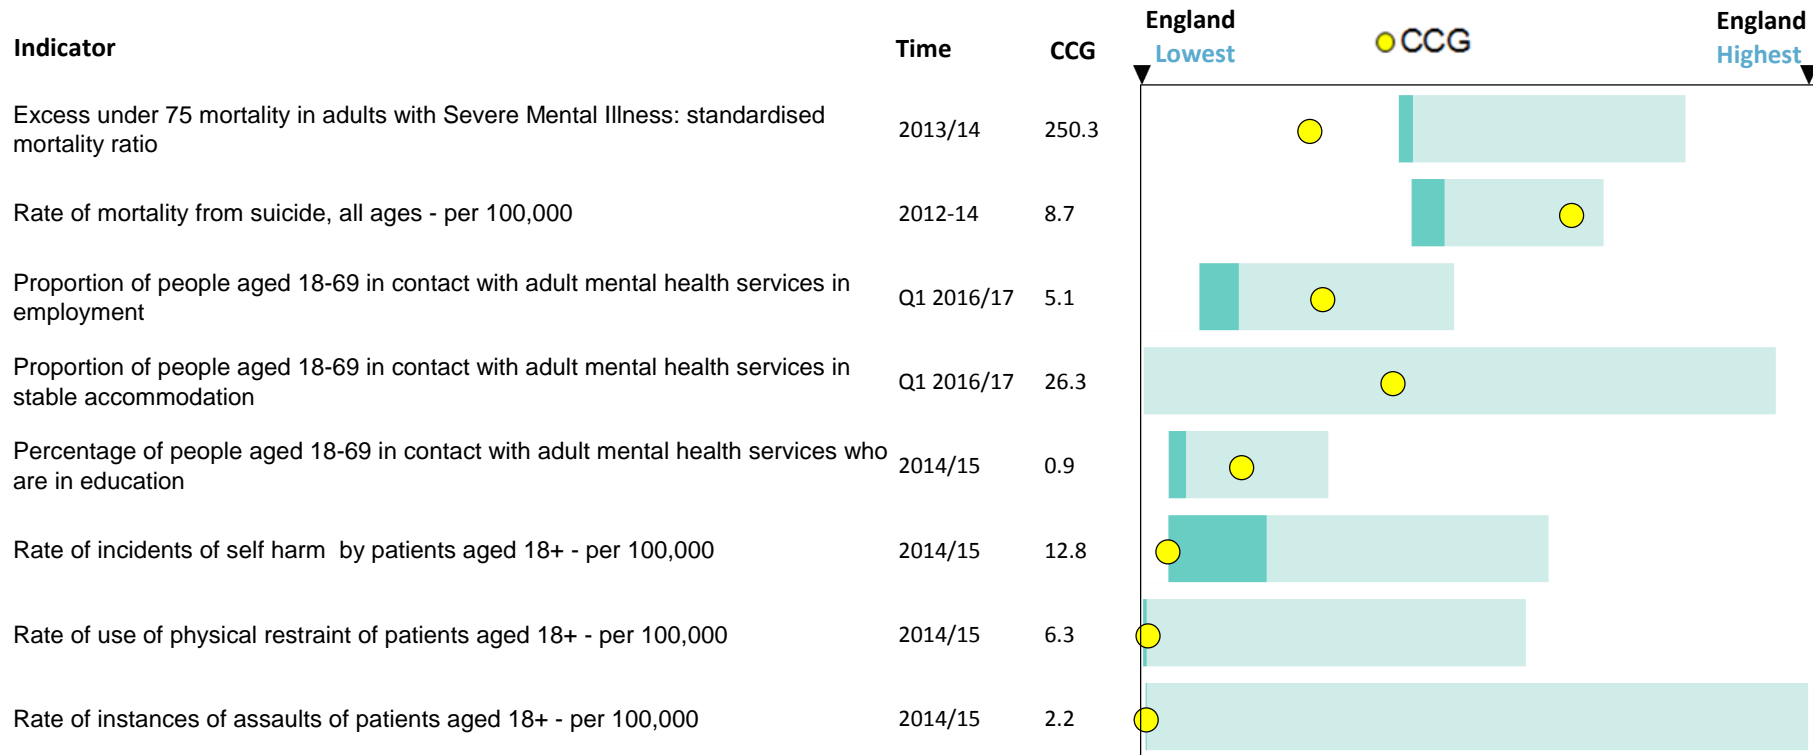 Indicator Time CCG England Lowest CCG England Highest
Excess under 75 mortality in adults with Severe Mental Illness: standardised
mortality ratio 2013/14 250.3
Rate of mortality from suicide, all ages - per 100,000 2012-14 8.7
Proportion of people aged 18-69 in contact with adult mental health services in
employment Q1 2016/17 5.1
Proportion of people aged 18-69 in contact with adult mental health services in
stable accommodation Q1 2016/17 26.3
Percentage of people aged 18-69 in contact with adult mental health services who
are in education 2014/15 0.9
Rate of incidents of self harm  by patients aged 18+ - per 100,000 2014/15 12.8
Rate of use of physical restraint of patients aged 18+ - per 100,000 2014/15 6.3
Rate of instances of assaults of patients aged 18+ - per 100,000 2014/15 2.2